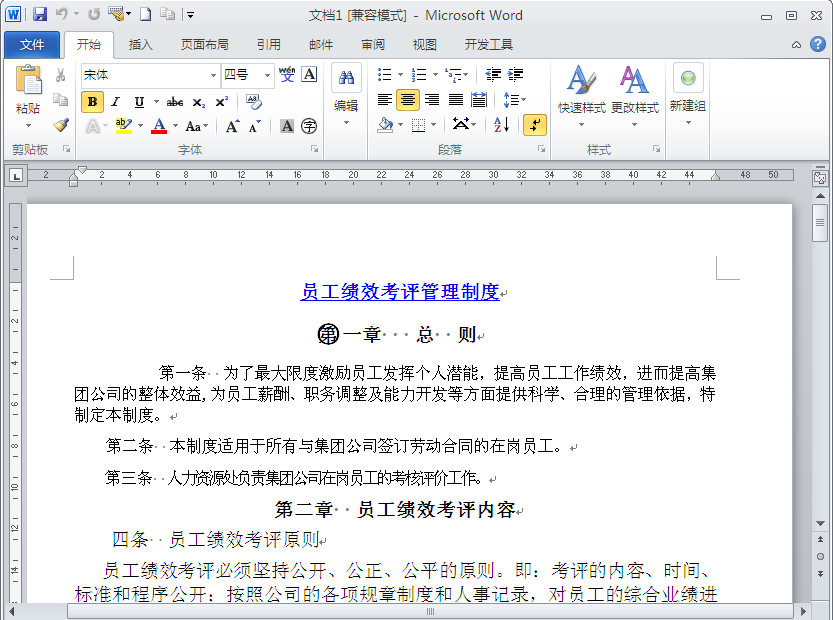 文档1 [兼容模式] - Microsoft Word
文件 开始 插入 页面布局 引用 邮件 审阅 视图 开发工具
宋体 四号 wén 文 A
粘贴 B I U abc x₂ x² 编辑 快速样式 更改样式 新建组
A aby A Aa A A A 字
剪贴板 字体 段落 样式
2 2 4 6 8 10 12 14 16 18 20 22 24 26 28 30 32 34 36 38 40 42 44 48 50
员工绩效考评管理制度
第一章 总 则
第一条 为了最大限度激励员工发挥个人潜能，提高员工工作绩效，进而提高集
团公司的整体效益,为员工薪酬、职务调整及能力开发等方面提供科学、合理的管理依据，特
制定本制度。
第二条 本制度适用于所有与集团公司签订劳动合同的在岗员工。
第三条 人力资源处负责集团公司在岗员工的考核评价工作。
第二章 员工绩效考评内容
四条 员工绩效考评原则
员工绩效考评必须坚持公开、公正、公平的原则。即：考评的内容、时间、
标准和程序公开；按照公司的各项规章制度和人事记录，对员工的综合业绩进